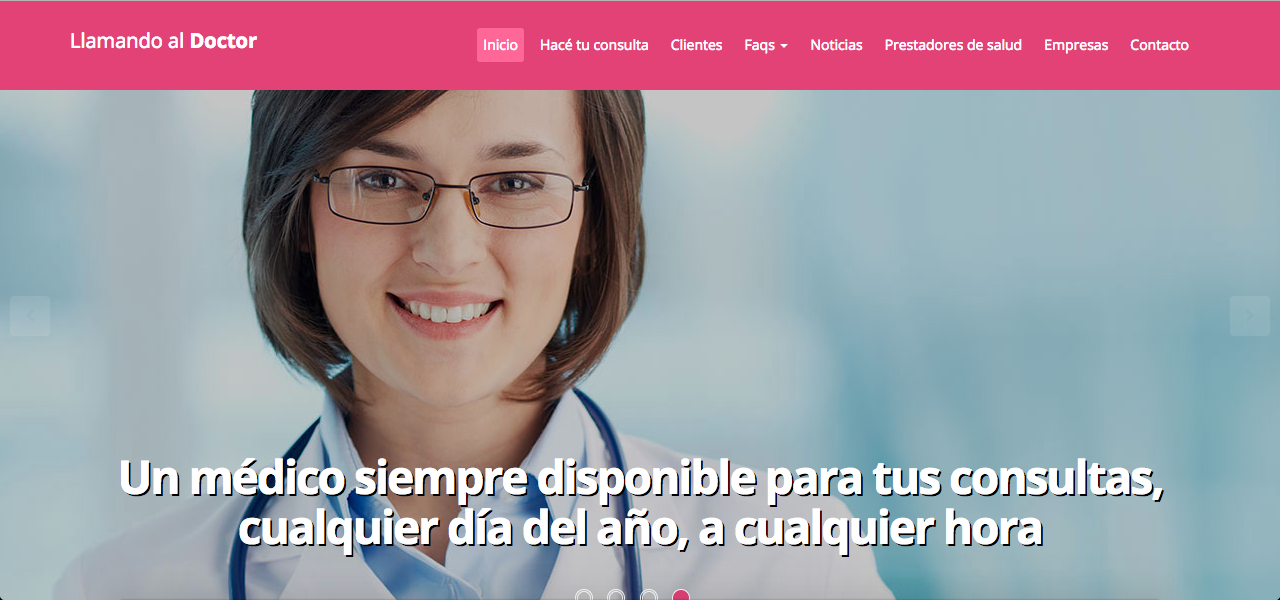 Llamando al Doctor
Inicio Hacé tu consulta Clientes Faqs Noticias Prestadores de salud Empresas Contacto
Un médico siempre disponible para tus consultas,
cualquier día del año, a cualquier hora